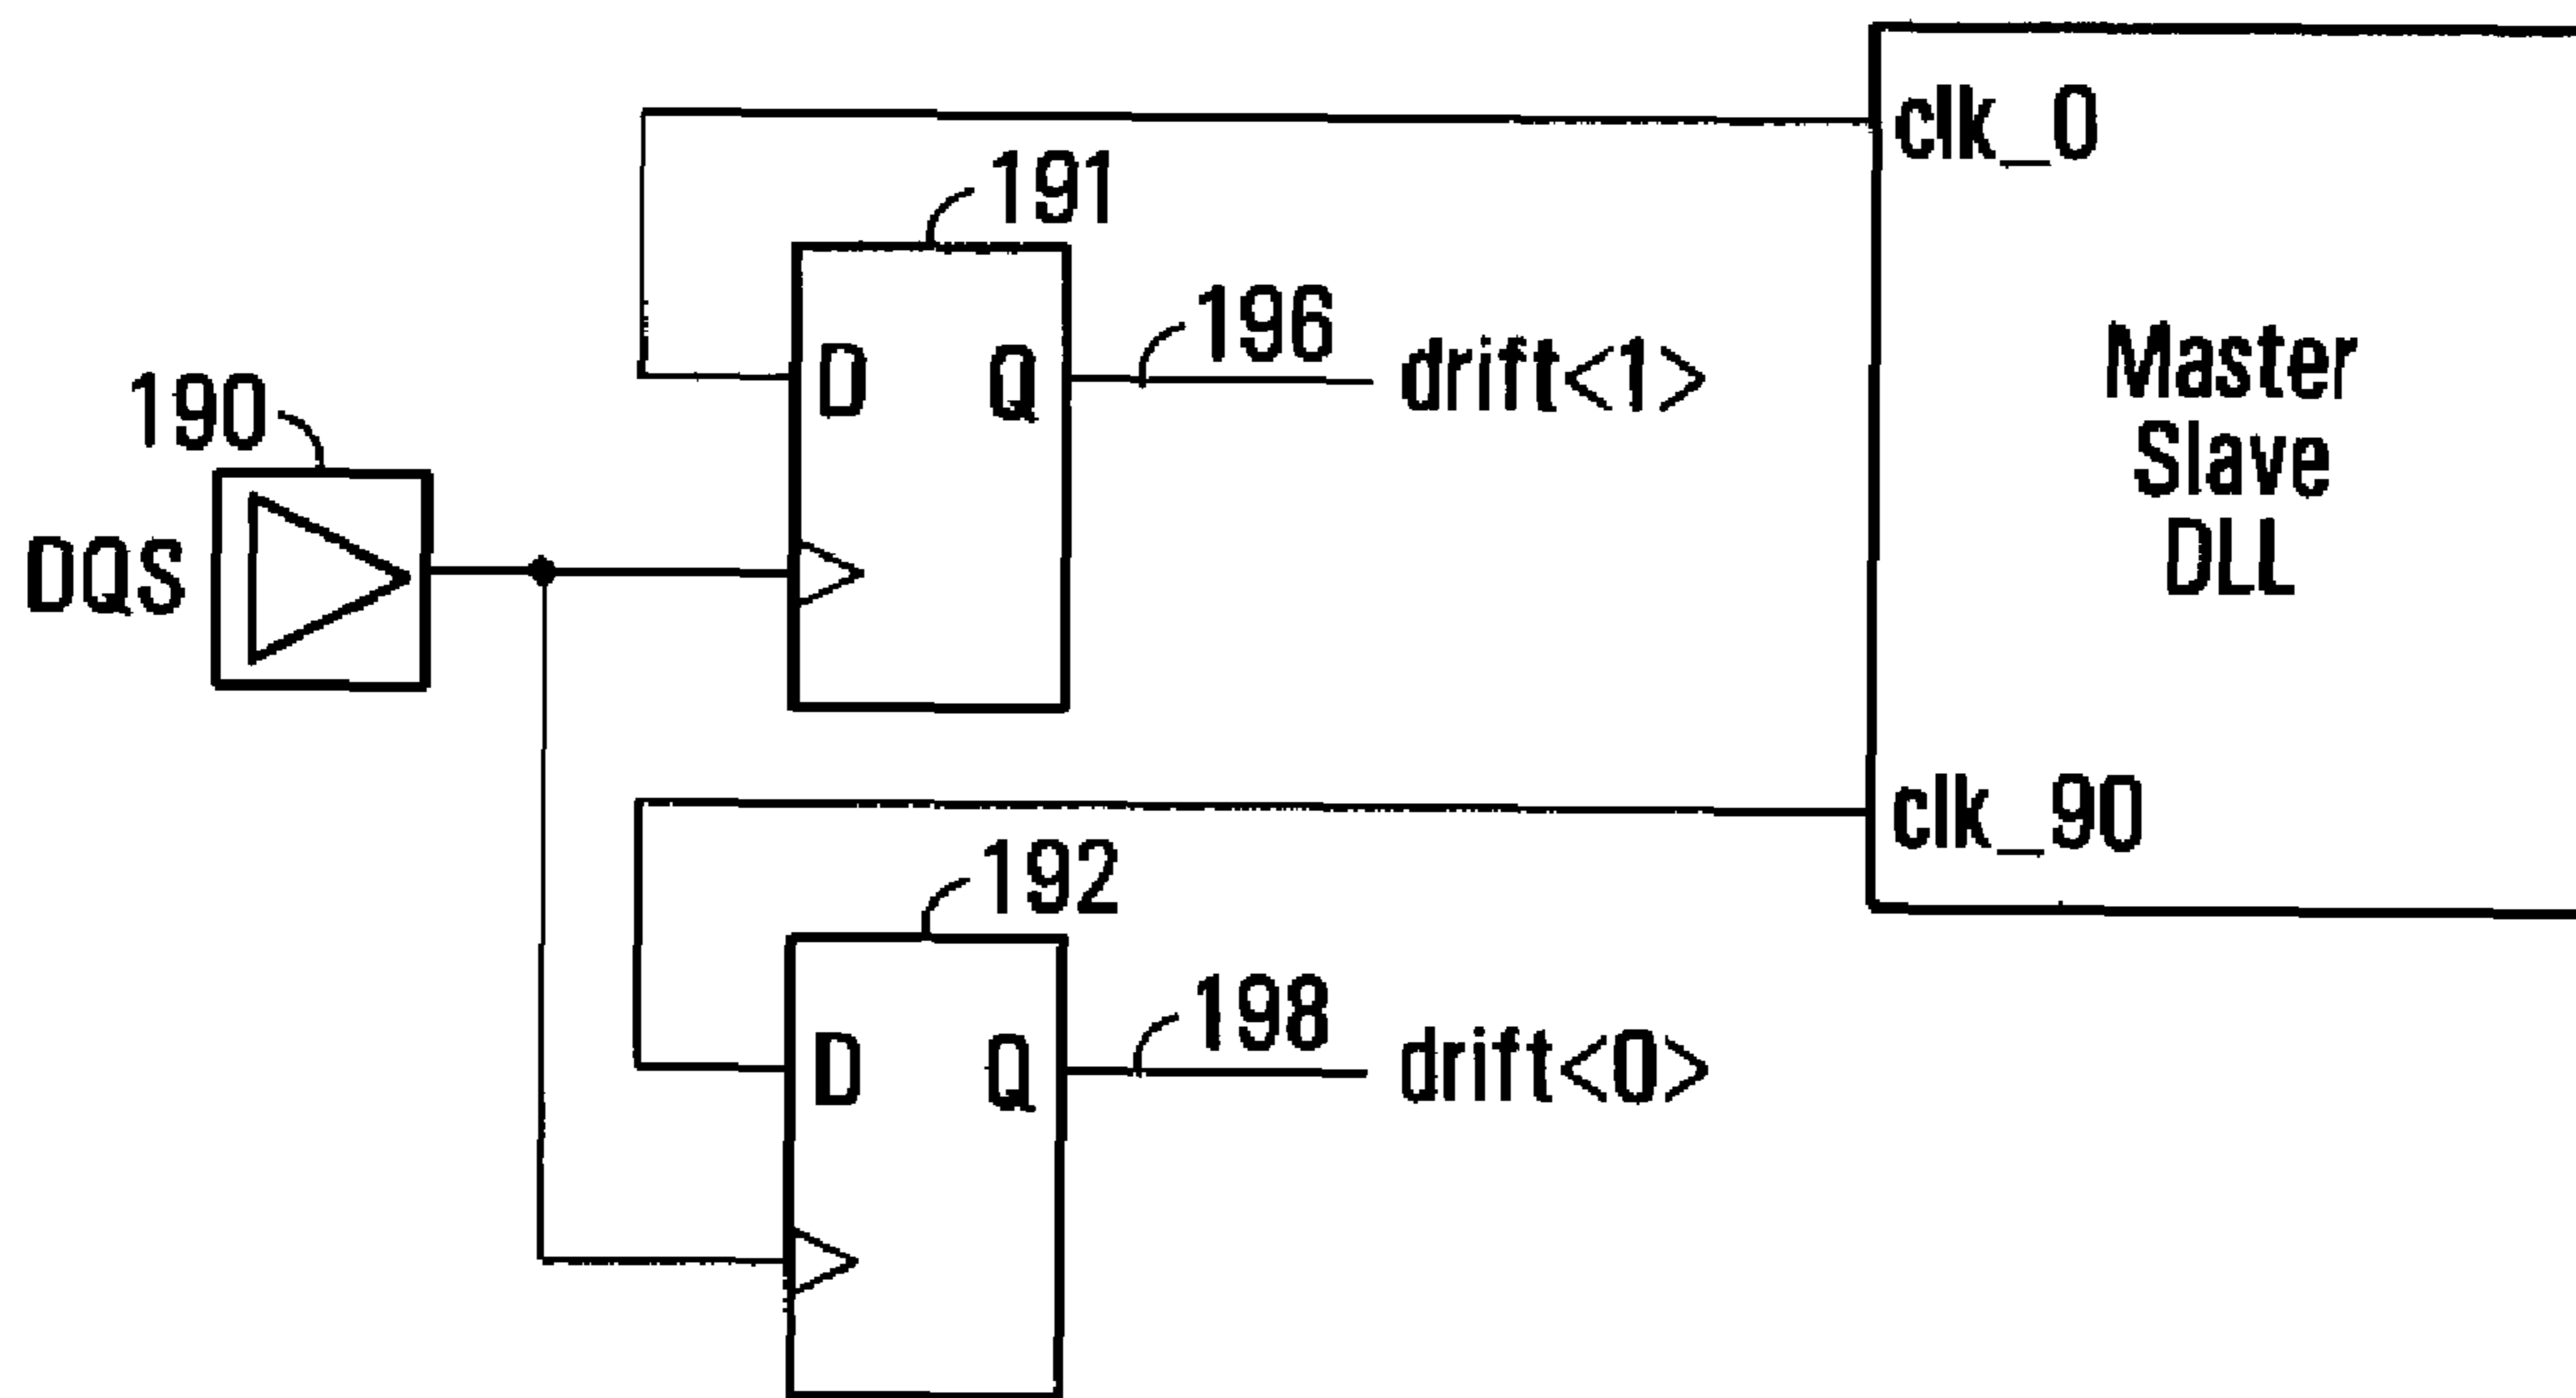 clk_0
191
196
D
Q
drift<1>
Master
Slave
DLL
190
DQS
clk_90
192
198
D
Q
drift<0>